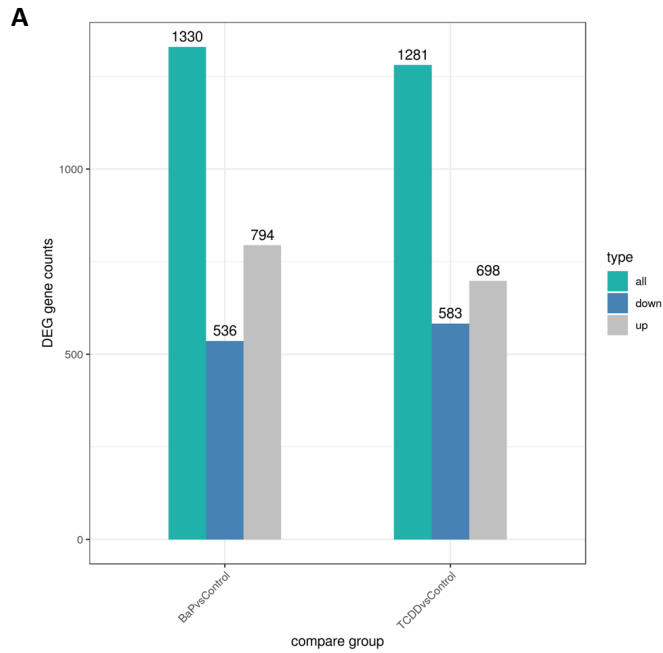 A
1330
1281
1000
794
698
583
536
500
0
DEG gene counts
type
all
down
up
BaPvsControl
TCDDvsControl
compare group